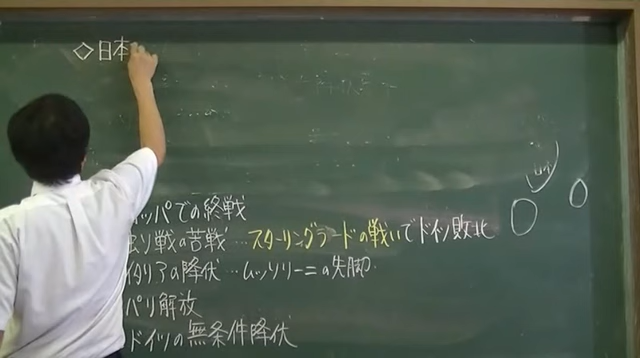 ◇日本
ロッパでの終戦
独ソ戦の苦戦…スターリングラードの戦いでドイツ敗北
イタリアの降伏…ムッソリーニの失脚
パリ解放
ドイツの無条件降伏